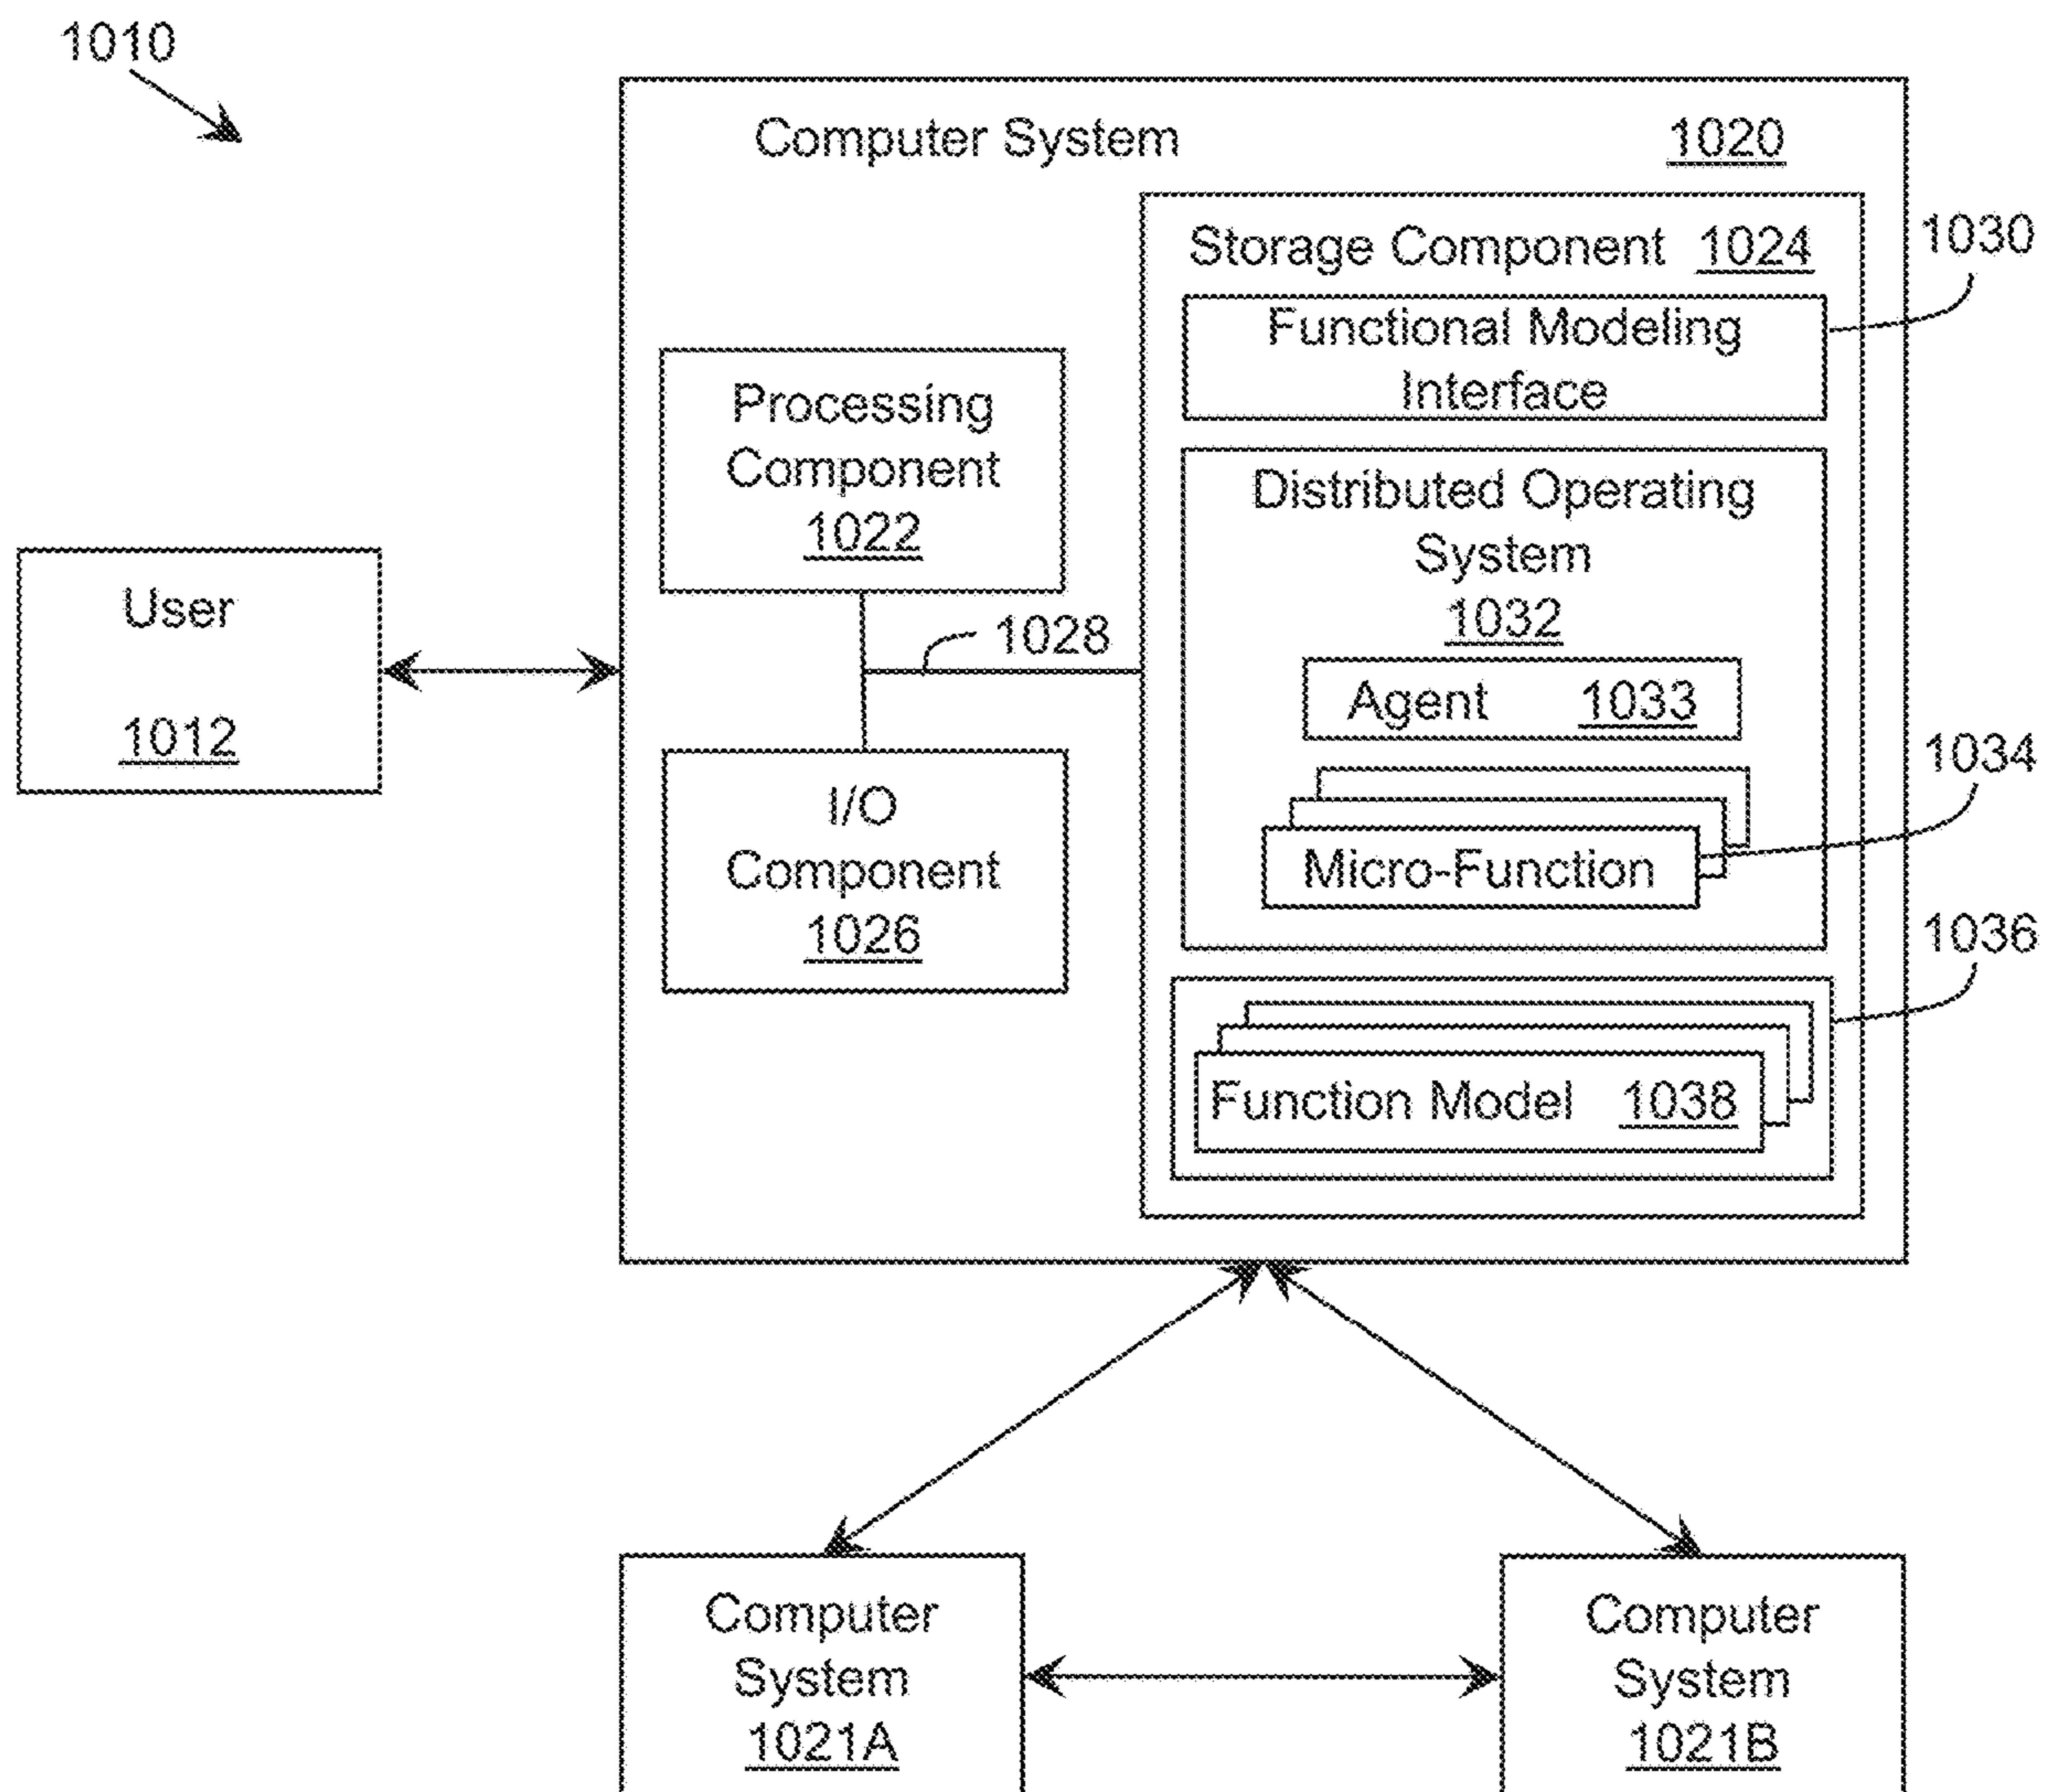 1010
Computer System 1020
Storage Component 1024
1030
Functional Modeling
Interface
Processing
Component
1022
Distributed Operating
System
1032
User
1012
1028
Agent 1033
1034
Micro-Function
I/O
Component
1026
1036
Function Model 1038
Computer
System
1021A
Computer
System
1021B